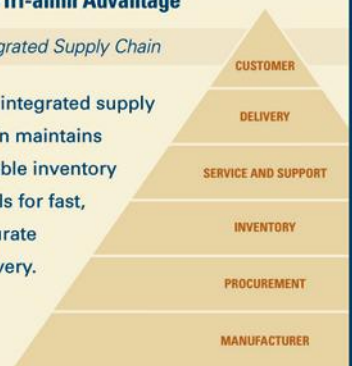 Tri-anim Advantage
grated Supply Chain
integrated supply
n maintains
ble inventory
ls for fast,
urate
very.
CUSTOMER
DELIVERY
SERVICE AND SUPPORT
INVENTORY
PROCUREMENT
MANUFACTURER